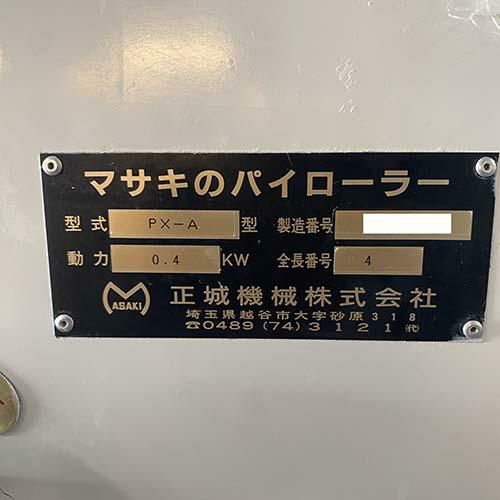 マサキのパイローラー
型式 PX-A 型 製造番号
動力 0.4 KW 全長番号 4
MASAKI 正城機械株式会社
埼玉県越谷市大字砂原318
☎0489(74)3121㈹